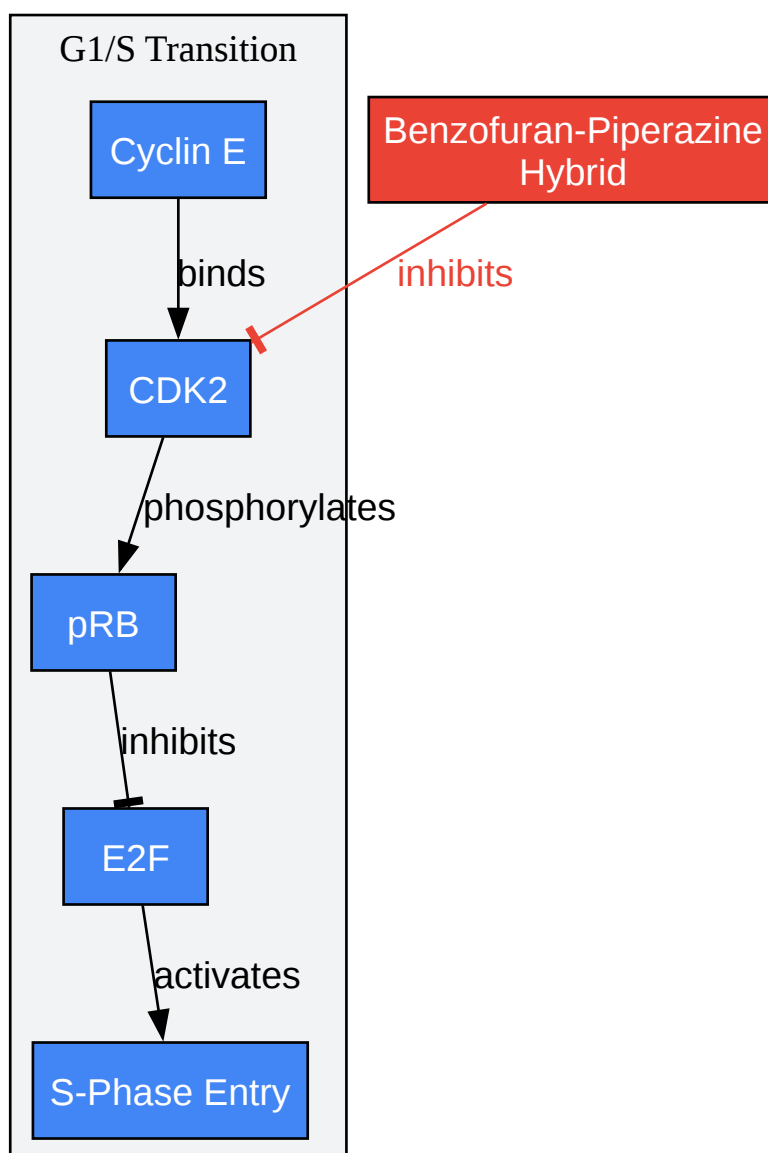 G1/S Transition
Cyclin E
Benzofuran-Piperazine
Hybrid
binds
inhibits
CDK2
phosphorylates
pRB
inhibits
E2F
activates
S-Phase Entry